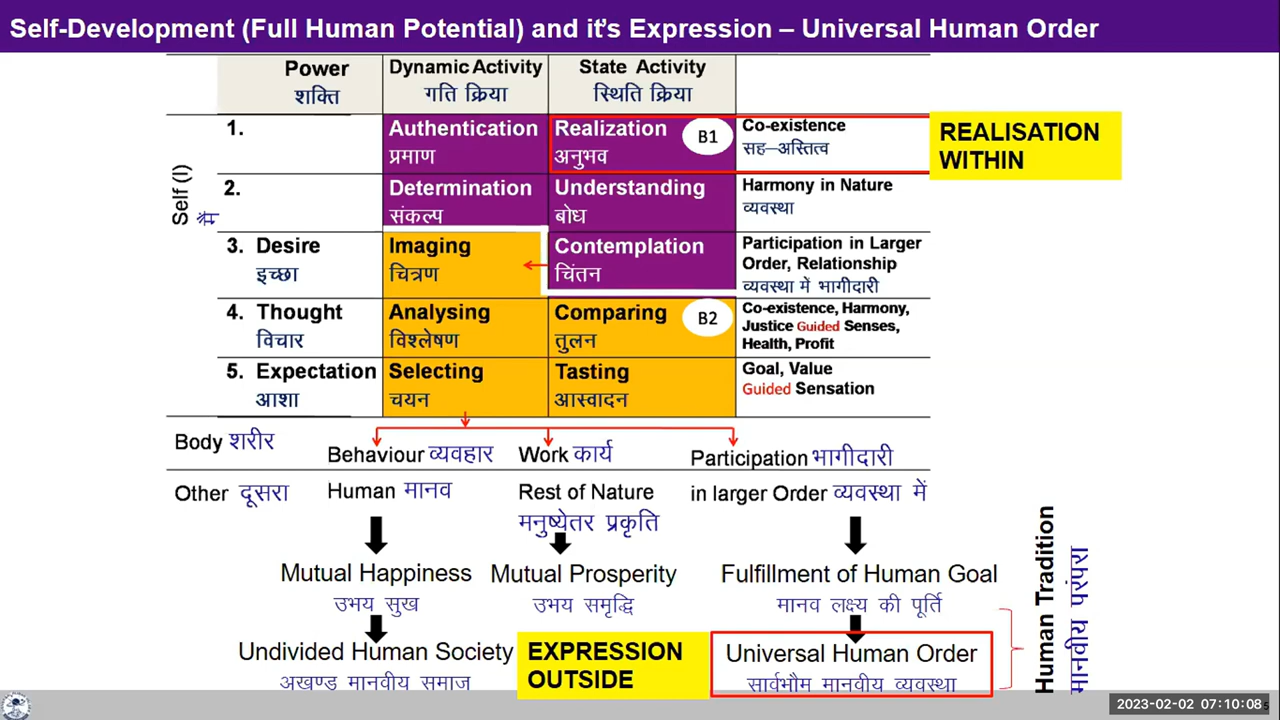 Self-Development (Full Human Potential) and it's Expression – Universal Human Order
Power
Dynamic Activity
State Activity
शक्ति
गति क्रिया
स्थिति क्रिया
Self (I)
मैं
1.
Authentication
प्रमाण
Realization
अनुभव
B1
Co-existence
सह–अस्तित्व
REALISATION
WITHIN
2.
Determination
संकल्प
Understanding
बोध
Harmony in Nature
व्यवस्था
3. Desire
इच्छा
Imaging
चित्रण
Contemplation
चिंतन
Participation in Larger
Order, Relationship
व्यवस्था में भागीदारी
4. Thought
विचार
Analysing
विश्लेषण
Comparing
तुलन
B2
Co-existence, Harmony,
Justice Guided Senses,
Health, Profit
5. Expectation
आशा
Selecting
चयन
Tasting
आस्वादन
Goal, Value
Guided Sensation
Body शरीर
Behaviour व्यवहार
Work कार्य
Participation भागीदारी
Other दूसरा
Human मानव
Rest of Nature
मनुष्येतर प्रकृति
in larger Order व्यवस्था में
Mutual Happiness
उभय सुख
Mutual Prosperity
उभय समृद्धि
Fulfillment of Human Goal
मानव लक्ष्य की पूर्ति
Undivided Human Society
अखण्ड मानवीय समाज
EXPRESSION
OUTSIDE
Universal Human Order
सार्वभौम मानवीय व्यवस्था
Human Tradition
मानवीय परंपरा
2023-02-02 07:10:08